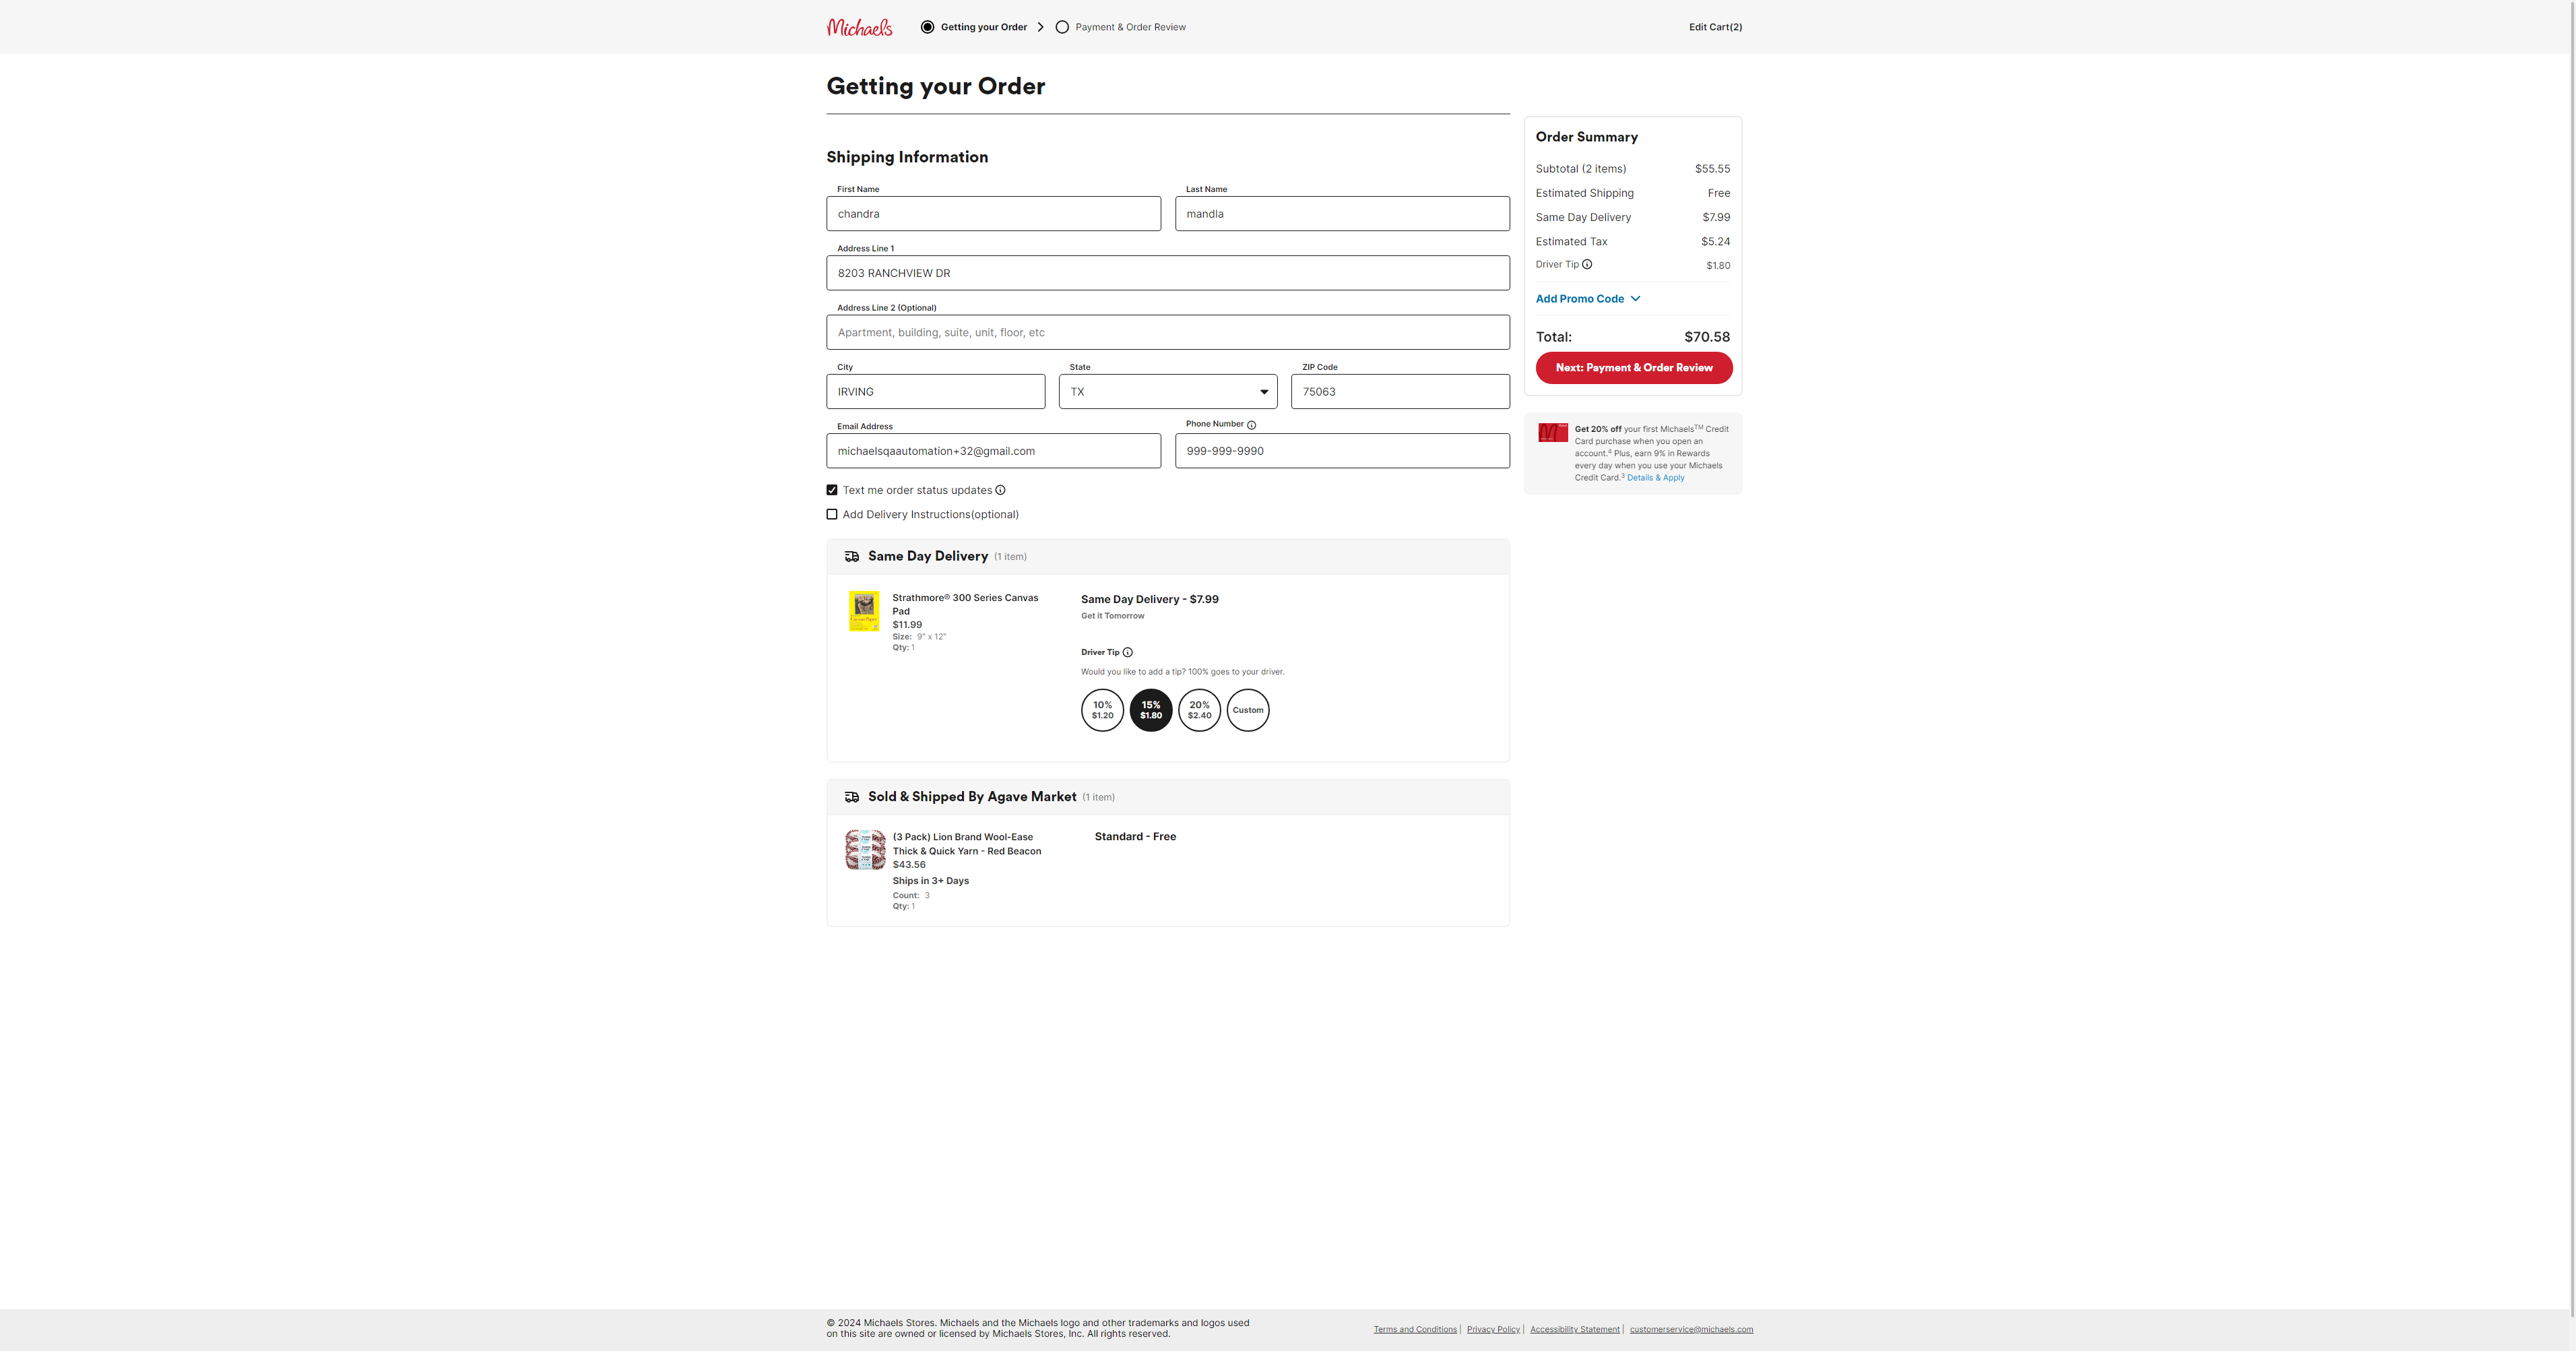 Michaels
Getting your Order
Payment & Order Review
Edit Cart(2)
Getting your Order
Shipping Information
First Name
Last Name
chandra
mandla
Address Line 1
8203 RANCHVIEW DR
Address Line 2 (Optional)
Apartment, building, suite, unit, floor, etc
City
State
ZIP Code
IRVING
TX
75063
Email Address
Phone Number
michaelsqaautomation+32@gmail.com
999-999-9990
Text me order status updates
Add Delivery Instructions(optional)
Same Day Delivery (1 item)
Strathmore® 300 Series Canvas
Pad
$11.99
Size: 9" x 12"
Qty: 1
Same Day Delivery - $7.99
Get it Tomorrow
Driver Tip
Would you like to add a tip? 100% goes to your driver.
10%
$1.20
15%
$1.80
20%
$2.40
Custom
Sold & Shipped By Agave Market (1 item)
(3 Pack) Lion Brand Wool-Ease
Thick & Quick Yarn - Red Beacon
$43.56
Ships in 3+ Days
Count: 3
Qty: 1
Standard - Free
Order Summary
Subtotal (2 items) $55.55
Estimated Shipping Free
Same Day Delivery $7.99
Estimated Tax $5.24
Driver Tip $1.80
Add Promo Code
Total: $70.58
Next: Payment & Order Review
Get 20% off your first Michaels™ Credit
Card purchase when you open an
account.⁴ Plus, earn 9% in Rewards
every day when you use your Michaels
Credit Card.³ Details & Apply
© 2024 Michaels Stores. Michaels and the Michaels logo and other trademarks and logos used
on this site are owned or licensed by Michaels Stores, Inc. All rights reserved.
Terms and Conditions | Privacy Policy | Accessibility Statement | customerservice@michaels.com